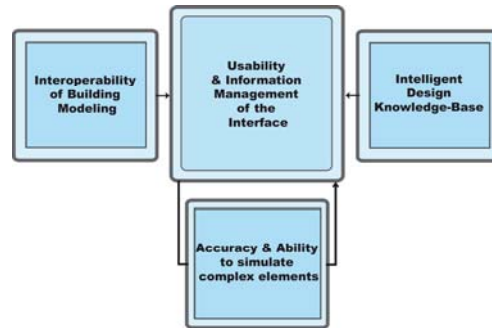 Interoperability
of Building
Modeling
Usability
& Information
Management
of the
Interface
Intelligent
Design
Knowledge-Base
Accuracy & Ability
to simulate
complex elements